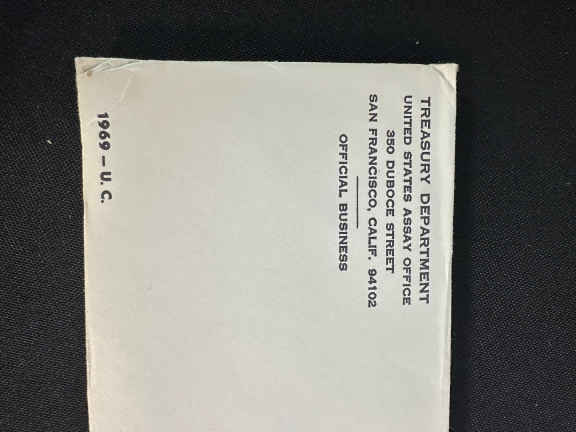 TREASURY DEPARTMENT
UNITED STATES ASSAY OFFICE
350 DUBOCE STREET
SAN FRANCISCO, CALIF. 94102
OFFICIAL BUSINESS
1969 – U. C.